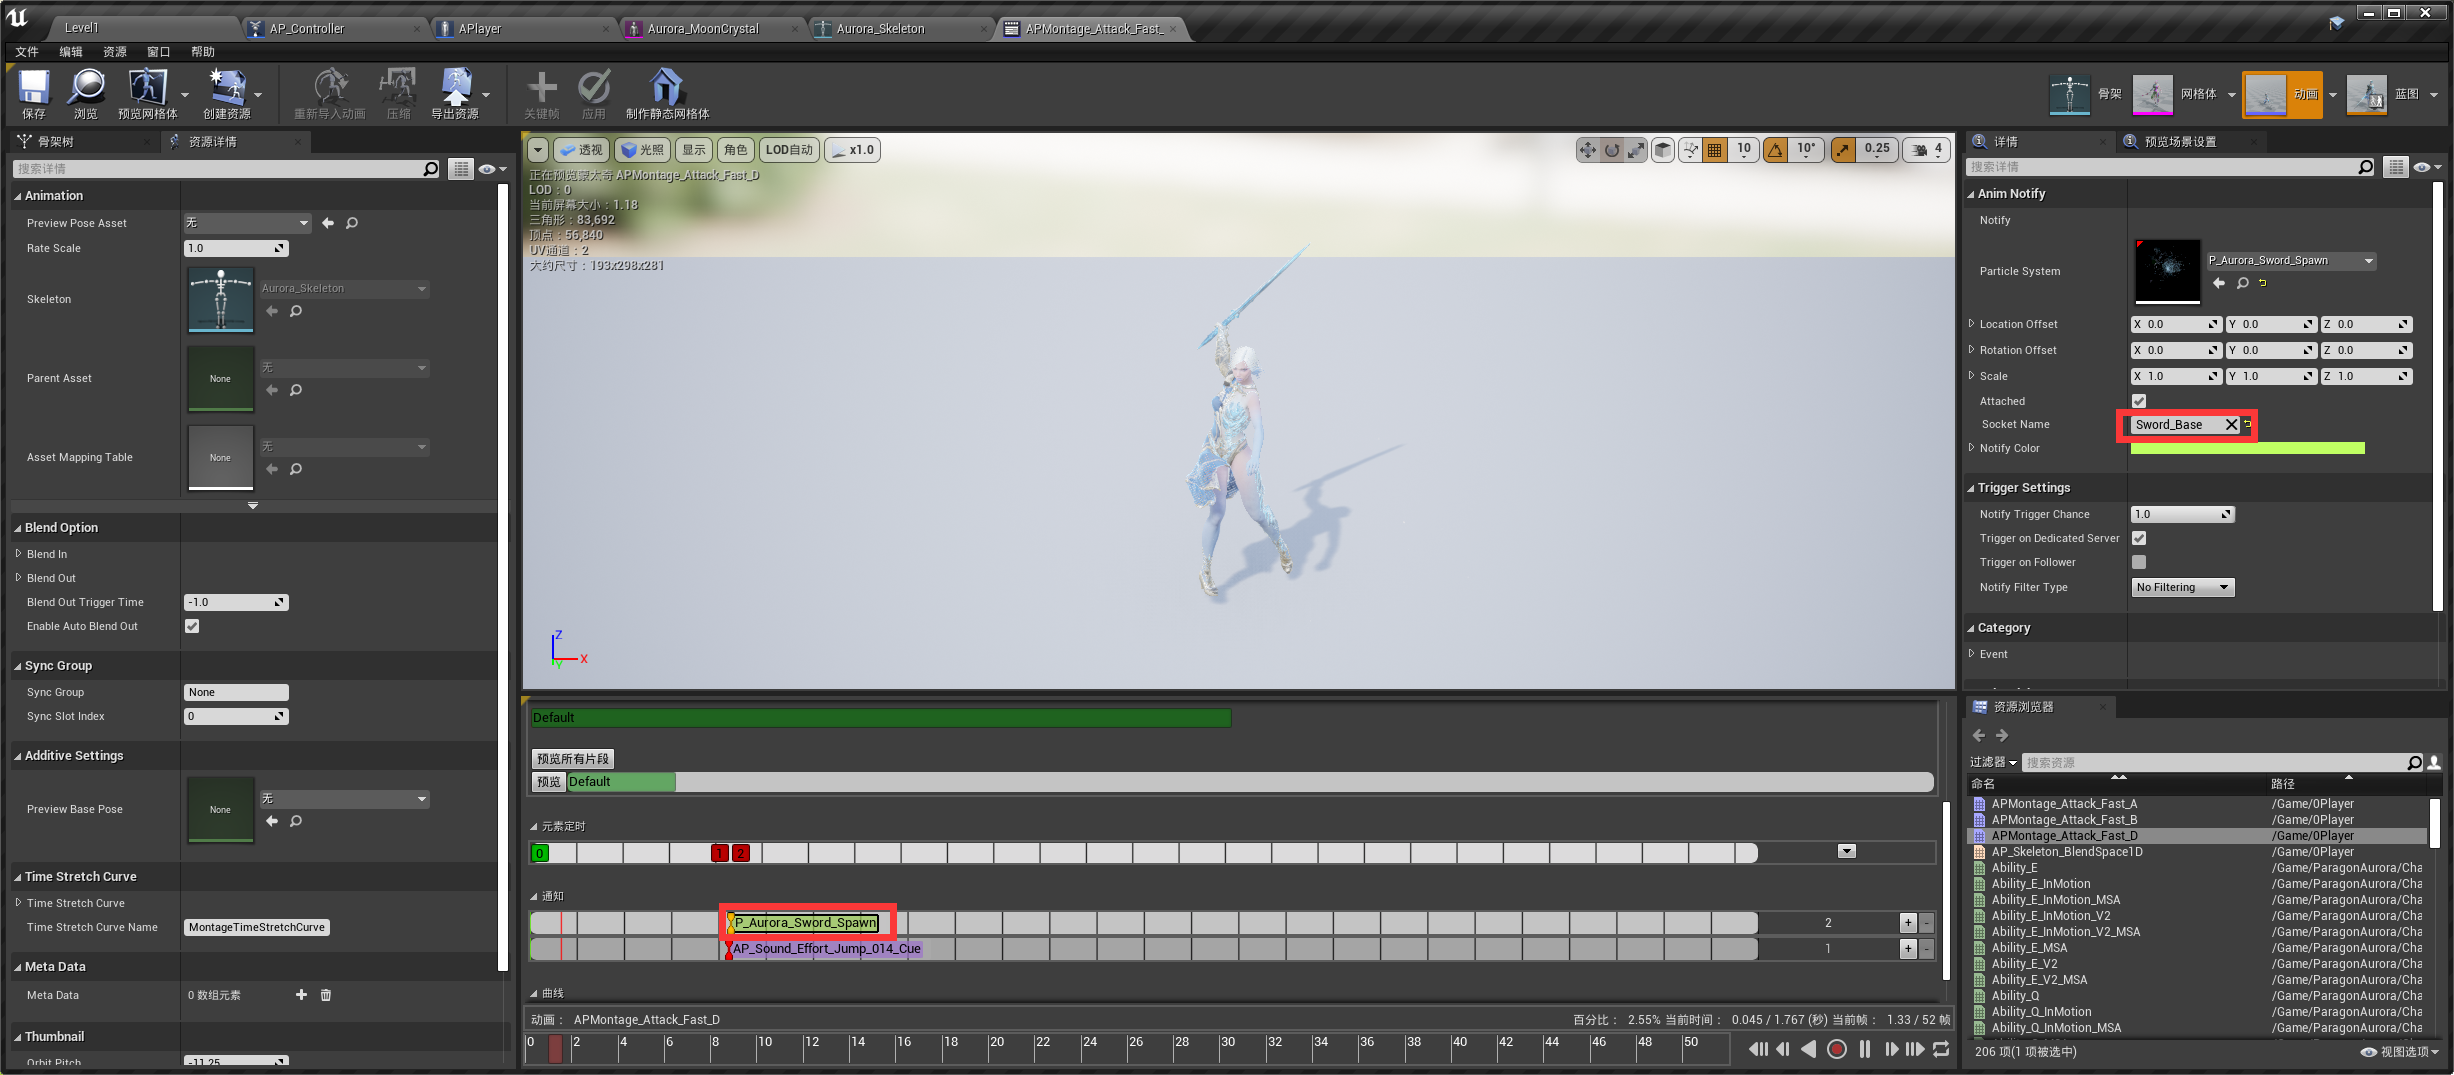 Level1
AP_Controller
APlayer
Aurora_MoonCrystal
Aurora_Skeleton
APMontage_Attack_Fast_
文件 编辑 资源 窗口 帮助
保存
浏览
预览网格体
创建资源
重新导入动画
压缩
导出资源
关键帧
应用
制作静态网格体
骨架
网格体
动画
蓝图
骨架树
资源详情
搜索详情
Animation
Preview Pose Asset 无
Rate Scale 1.0
Skeleton Aurora_Skeleton
Parent Asset None 无
Asset Mapping Table None 无
Blend Option
Blend In
Blend Out
Blend Out Trigger Time -1.0
Enable Auto Blend Out
Sync Group
Sync Group None
Sync Slot Index 0
Additive Settings
Preview Base Pose None 无
Time Stretch Curve
Time Stretch Curve
Time Stretch Curve Name MontageTimeStretchCurve
Meta Data
Meta Data 0 数组元素
Thumbnail
Orbit Pitch -11.25
透视 光照 显示 角色 LOD自动 x1.0
10 10° 0.25 4
正在预览蒙太奇 APMontage_Attack_Fast_D
LOD：0
当前屏幕大小：1.18
三角形：83,692
顶点：56,840
UV通道：2
大约尺寸：193x298x281
Z
X
Y
Default
预览所有片段
预览 Default
元素定时
0 1 2
通知
P_Aurora_Sword_Spawn 2 + -
AP_Sound_Effort_Jump_014_Cue 1 + -
曲线
动画： APMontage_Attack_Fast_D
百分比： 2.55% 当前时间： 0.045 / 1.767 (秒) 当前帧： 1.33 / 52 帧
0 2 4 6 8 10 12 14 16 18 20 22 24 26 28 30 32 34 36 38 40 42 44 46 48 50
详情
预览场景设置
搜索详情
Anim Notify
Notify
Particle System P_Aurora_Sword_Spawn
Location Offset X 0.0 Y 0.0 Z 0.0
Rotation Offset X 0.0 Y 0.0 Z 0.0
Scale X 1.0 Y 1.0 Z 1.0
Attached
Socket Name Sword_Base
Notify Color
Trigger Settings
Notify Trigger Chance 1.0
Trigger on Dedicated Server
Trigger on Follower
Notify Filter Type No Filtering
Category
Event
资源浏览器
过滤器 搜索资源
命名 路径
APMontage_Attack_Fast_A /Game/0Player
APMontage_Attack_Fast_B /Game/0Player
APMontage_Attack_Fast_D /Game/0Player
AP_Skeleton_BlendSpace1D /Game/0Player
Ability_E /Game/ParagonAurora/Cha
Ability_E_InMotion /Game/ParagonAurora/Cha
Ability_E_InMotion_MSA /Game/ParagonAurora/Cha
Ability_E_InMotion_V2 /Game/ParagonAurora/Cha
Ability_E_InMotion_V2_MSA /Game/ParagonAurora/Cha
Ability_E_MSA /Game/ParagonAurora/Cha
Ability_E_V2 /Game/ParagonAurora/Cha
Ability_E_V2_MSA /Game/ParagonAurora/Cha
Ability_Q /Game/ParagonAurora/Cha
Ability_Q_InMotion /Game/ParagonAurora/Cha
Ability_Q_InMotion_MSA /Game/ParagonAurora/Cha
206 项(1 项被选中) 视图选项